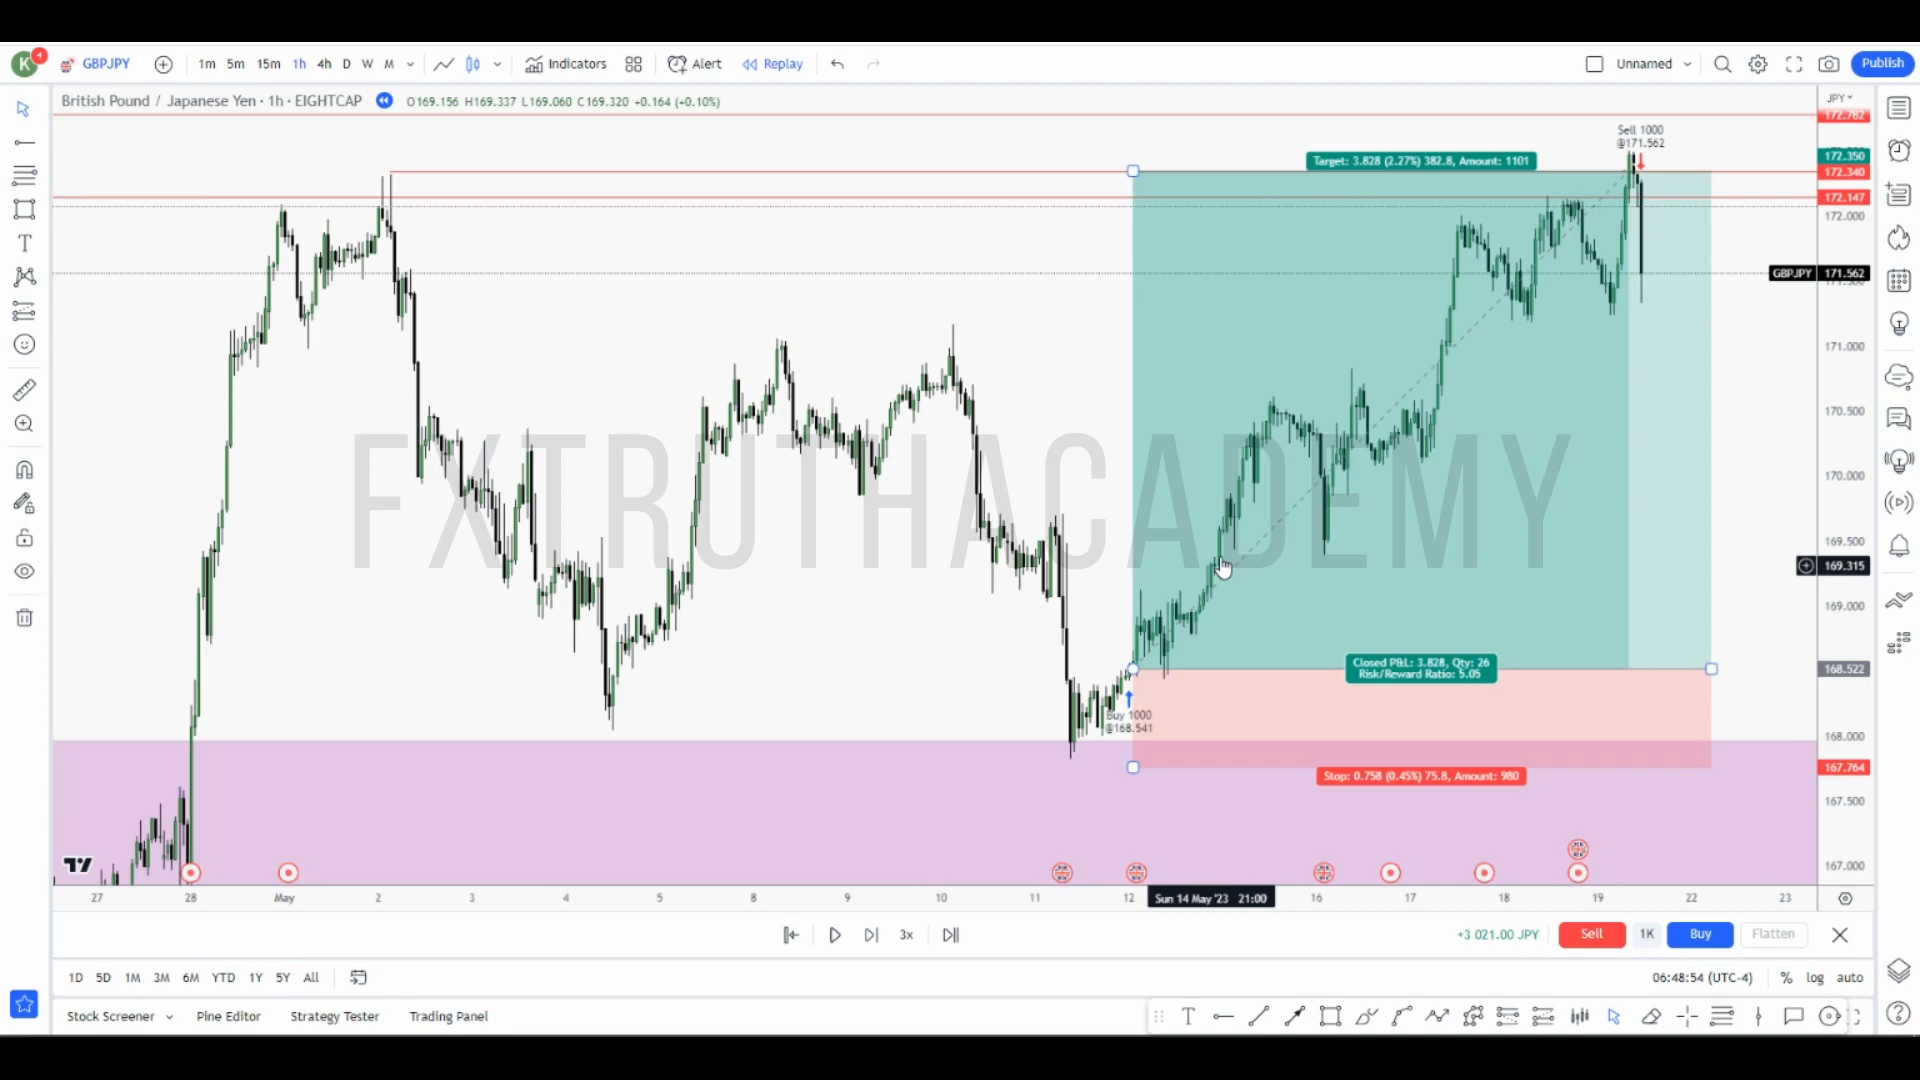 K 4 GBPJPY 1m 5m 15m 1h 4h D W M Indicators Alert Replay Unnamed Publish
British Pound / Japanese Yen · 1h · EIGHTCAP O169.156 H169.337 L169.060 C169.320 +0.164 (+0.10%)
JPY
172.782
Sell 1000
@171.562
Target: 3.828 (2.27%) 382.8, Amount: 1101
172.350
172.340
172.147
172.000
GBPJPY 171.562
171.000
170.500
170.000
FXTRUTHACADEMY
169.500
169.315
169.000
Closed P&L: 3.828, Qty: 26
Risk/Reward Ratio: 5.05
168.522
Buy 1000
@168.541
168.000
167.764
Stop: 0.758 (0.45%) 75.8, Amount: 980
167.500
167.000
27 28 May 2 3 4 5 8 9 10 11 12 Sun 14 May '23 21:00 16 17 18 19 22 23
3x +3 021.00 JPY Sell 1K Buy Flatten
1D 5D 1M 3M 6M YTD 1Y 5Y All 06:48:54 (UTC-4) % log auto
Stock Screener Pine Editor Strategy Tester Trading Panel